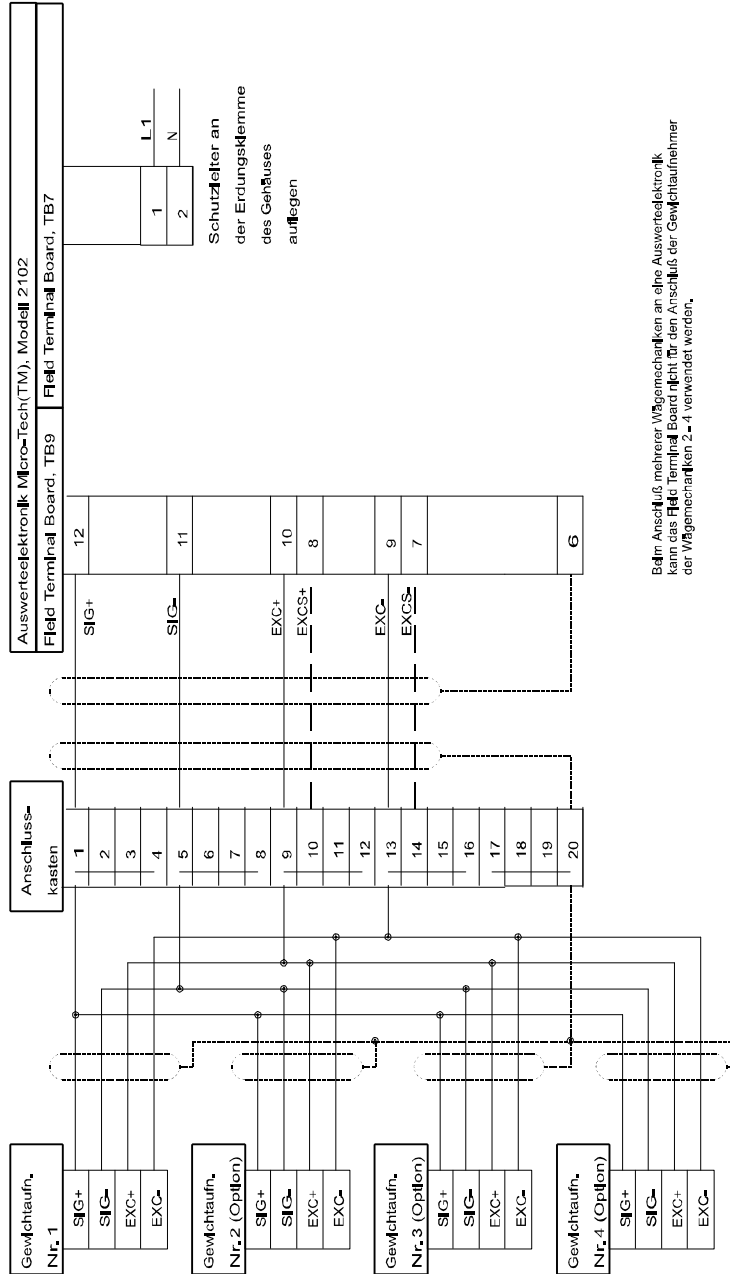 Auswerteelektronik Micro-Tech(TM), Modell 2102
Field Terminal Board, TB9
Field Terminal Board, TB7
Anschluss-
kasten
Gewichtaufn.
Nr. 1
SIG+
SIG-
EXC+
EXC-
Gewichtaufn.
Nr. 2 (Option)
SIG+
SIG-
EXC+
EXC-
Gewichtaufn.
Nr. 3 (Option)
SIG+
SIG-
EXC+
EXC-
Gewichtaufn.
Nr. 4 (Option)
SIG+
SIG-
EXC+
EXC-
1
2
3
4
5
6
7
8
9
10
11
12
13
14
15
16
17
18
19
20
SIG+
SIG-
EXC+
EXCS+
EXC-
EXCS-
12
11
10
8
9
7
6
1
2
L1
N
Schutzleiter an
der Erdungsklemme
des Gehäuses
auflegen
Beim Anschluß mehrerer Wägemechaniken an eine Auswerteelektronik
kann das Field Terminal Board nicht für den Anschluß der Gewichtaufnehmer
der Wägemechaniken 2 - 4 verwendet werden.